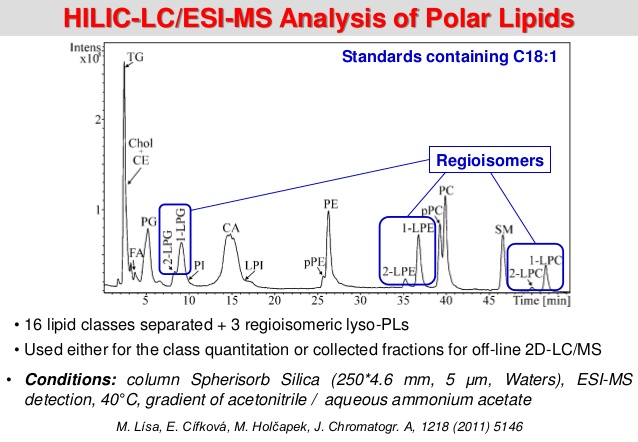 HILIC-LC/ESI-MS Analysis of Polar Lipids
Intens.
x10⁸
Standards containing C18:1
TG
2
Chol
+
CE
Regioisomers
1
PG
FA
2-LPG
1-LPG
PI
CA
LPI
pPE
PE
2-LPE
1-LPE
pPC
PC
SM
2-LPC
1-LPC
5 10 15 20 25 30 35 40 45 Time [min]
• 16 lipid classes separated + 3 regioisomeric lyso-PLs
• Used either for the class quantitation or collected fractions for off-line 2D-LC/MS
• Conditions: column Spherisorb Silica (250*4.6 mm, 5 μm, Waters), ESI-MS
detection, 40°C, gradient of acetonitrile / aqueous ammonium acetate
M. Lísa, E. Cífková, M. Holčapek, J. Chromatogr. A, 1218 (2011) 5146